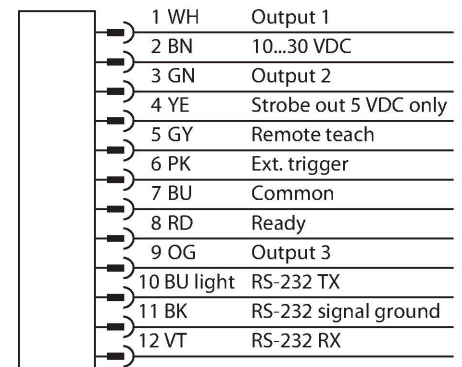 1 WH Output 1
2 BN 10...30 VDC
3 GN Output 2
4 YE Strobe out 5 VDC only
5 GY Remote teach
6 PK Ext. trigger
7 BU Common
8 RD Ready
9 OG Output 3
10 BU light RS-232 TX
11 BK RS-232 signal ground
12 VT RS-232 RX